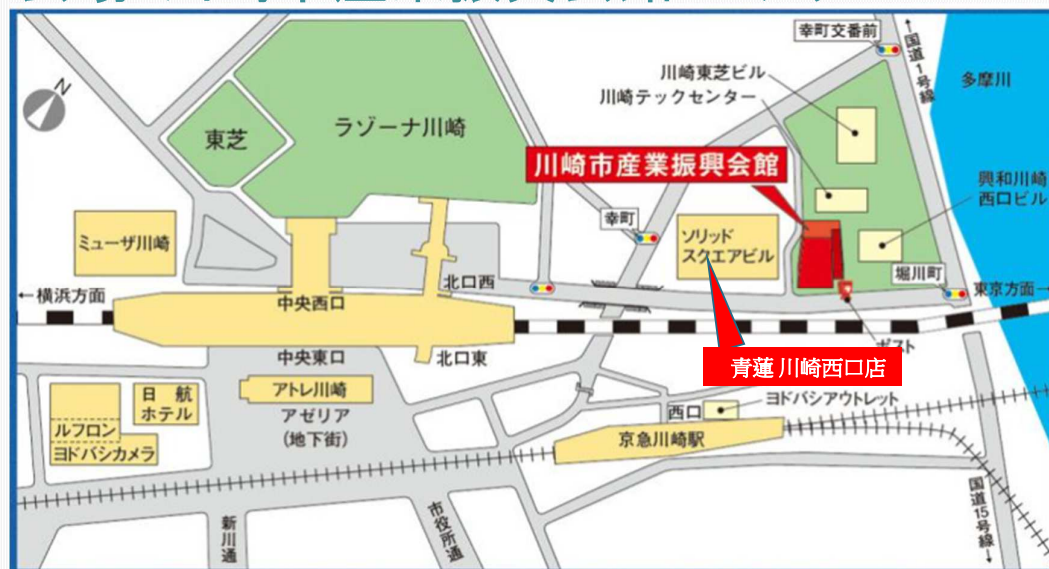 幸町交番前
←国道1号線
多摩川
川崎東芝ビル
川崎テックセンター
N
東芝
ラゾーナ川崎
川崎市産業振興会館
興和川崎
西口ビル
幸町
ミューザ川崎
ソリッド
スクエアビル
北口西
堀川町
←横浜方面
中央西口
東京方面→
中央東口
北口東
ポスト
青蓮 川崎西口店
日航
ホテル
アトレ川崎
ヨドバシアウトレット
西口
アゼリア
(地下街)
ルフロン
ヨドバシカメラ
京急川崎駅
国道15号線→
新川通
市役所通